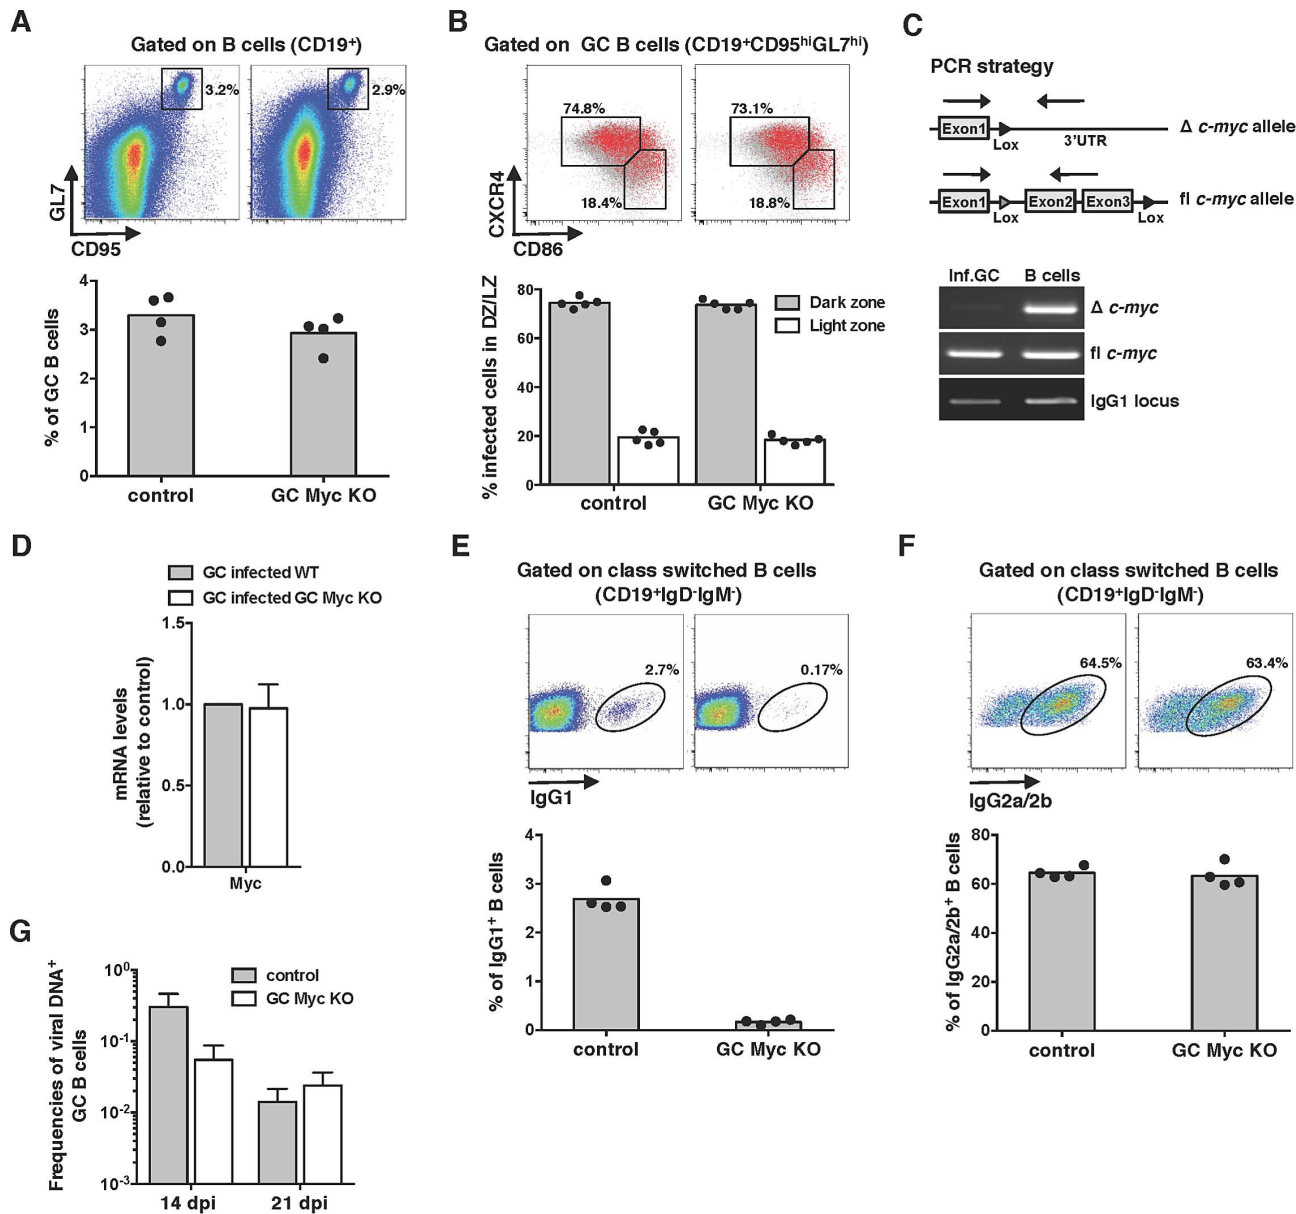 A
Gated on B cells (CD19⁺)
3.2%
2.9%
GL7
CD95
% of GC B cells
4
3
2
1
0
control
GC Myc KO
B
Gated on GC B cells (CD19⁺CD95ʰⁱGL7ʰⁱ)
74.8%
73.1%
18.4%
18.8%
CXCR4
CD86
% infected cells in DZ/LZ
80
60
40
20
0
Dark zone
Light zone
control
GC Myc KO
C
PCR strategy
Exon1
Lox
3'UTR
Δ c-myc allele
Exon1
Exon2
Exon3
Lox
Lox
fl c-myc allele
Inf.GC
B cells
Δ c-myc
fl c-myc
IgG1 locus
D
GC infected WT
GC infected GC Myc KO
mRNA levels
(relative to control)
1.5
1.0
0.5
0.0
Myc
E
Gated on class switched B cells
(CD19⁺IgD⁻IgM⁻)
2.7%
0.17%
IgG1
% of IgG1⁺ B cells
4
3
2
1
0
control
GC Myc KO
F
Gated on class switched B cells
(CD19⁺IgD⁻IgM⁻)
64.5%
63.4%
IgG2a/2b
% of IgG2a/2b⁺ B cells
80
60
40
20
0
control
GC Myc KO
G
Frequencies of viral DNA⁺
GC B cells
10⁰
10⁻¹
10⁻²
10⁻³
control
GC Myc KO
14 dpi
21 dpi